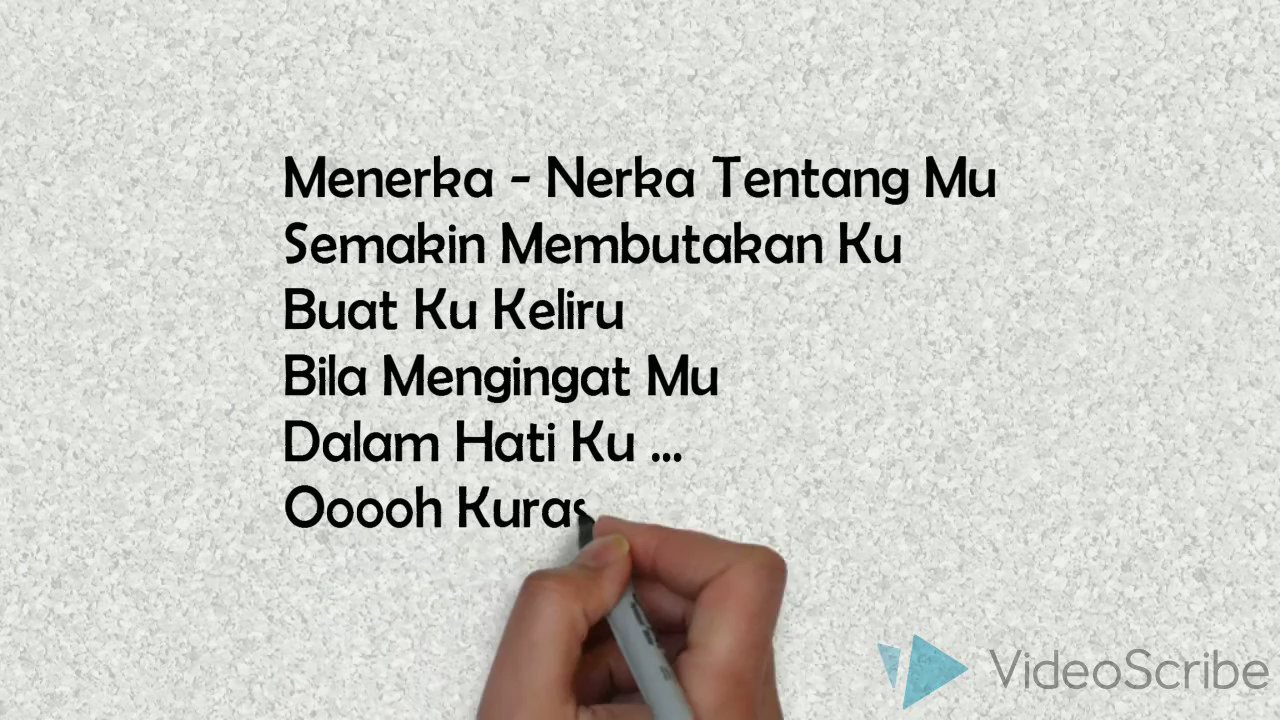 Menerka - Nerka Tentang Mu
Semakin Membutakan Ku
Buat Ku Keliru
Bila Mengingat Mu
Dalam Hati Ku ...
Ooooh Kuras
VideoScribe